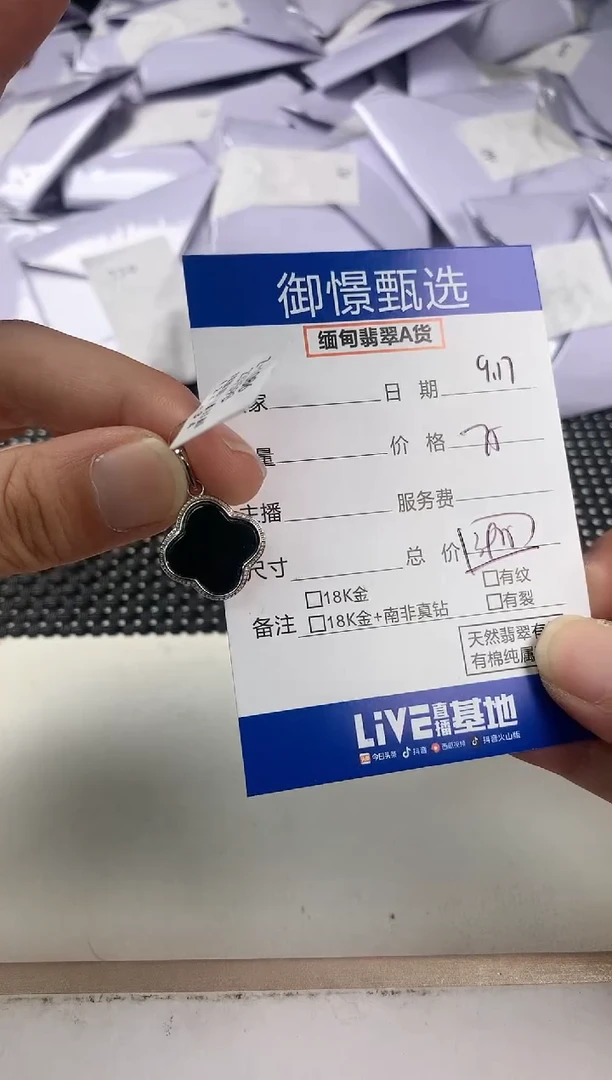 御憬甄选
缅甸翡翠A货
家 日期 9.17
量 价格
主播 服务费
尺寸 总价
□18K金 □有纹
备注 □18K金+南非真钻 □有裂
天然翡翠有
有棉纯属
LiVE直播基地
今日头条 抖音 西瓜视频 抖音火山版